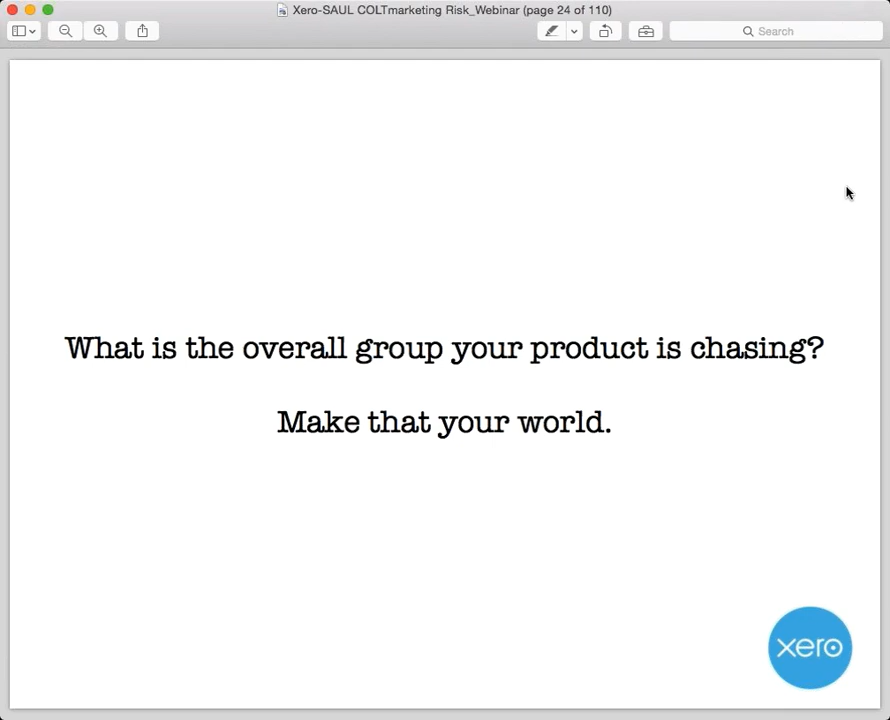 Xero-SAUL COLTmarketing Risk_Webinar (page 24 of 110)
Search
What is the overall group your product is chasing?
Make that your world.
xero